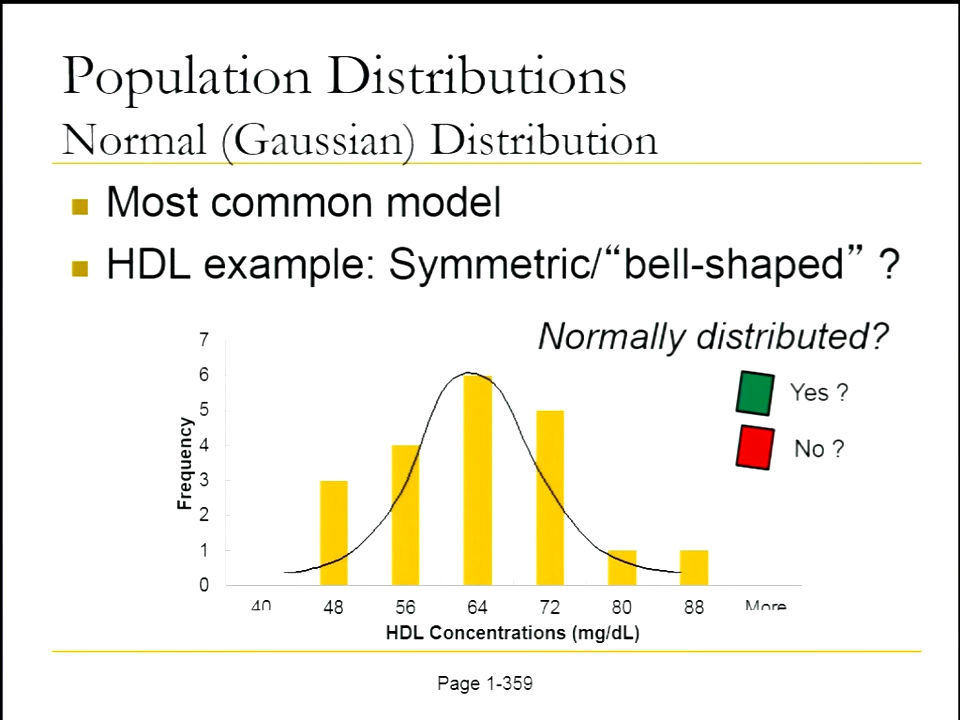 Population Distributions
Normal (Gaussian) Distribution
Most common model
HDL example: Symmetric/“bell-shaped” ?
Normally distributed?
Yes ?
No ?
7
6
5
4
3
2
1
0
Frequency
40 48 56 64 72 80 88 More
HDL Concentrations (mg/dL)
Page 1-359